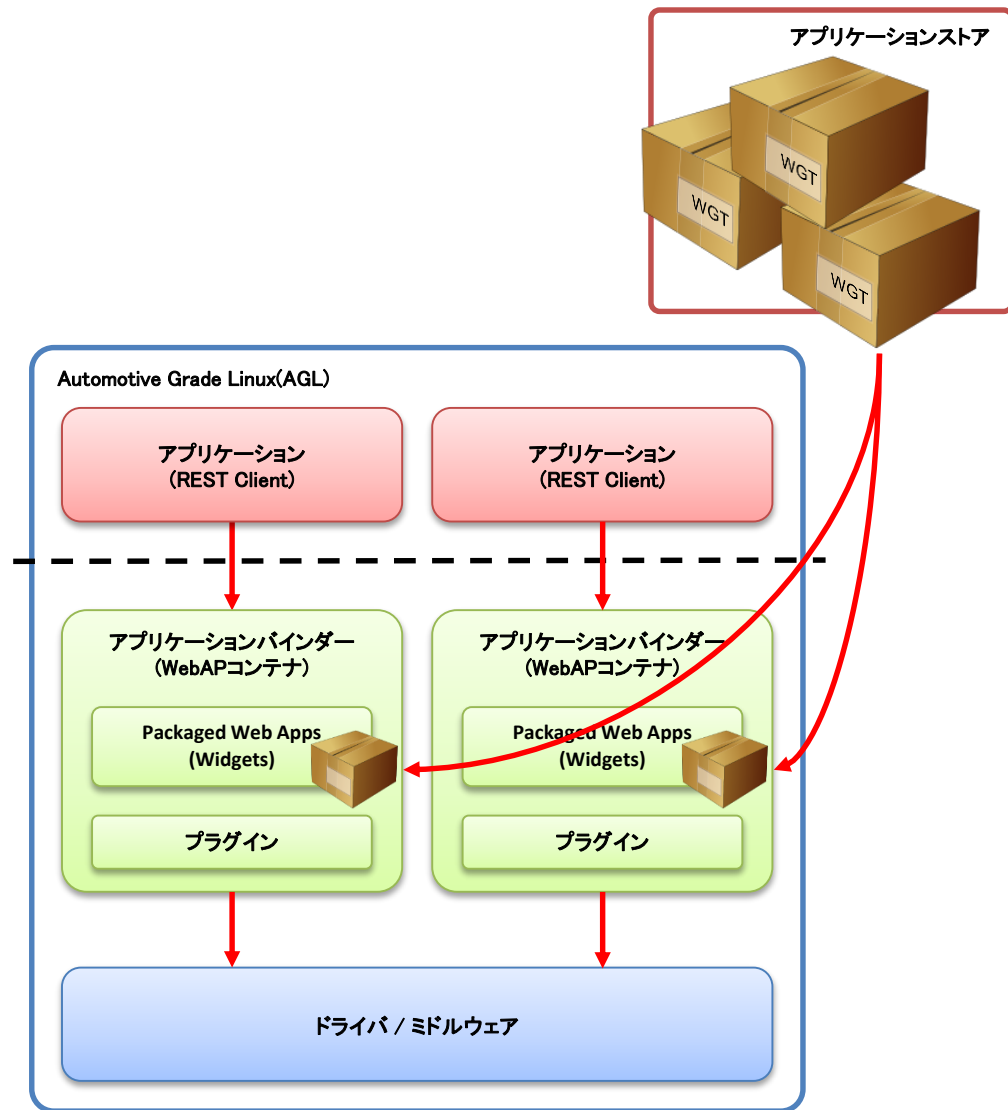 アプリケーションストア
WGT
WGT
WGT
Automotive Grade Linux(AGL)
アプリケーション
(REST Client)
アプリケーション
(REST Client)
アプリケーションバインダー
(WebAPコンテナ)
Packaged Web Apps
(Widgets)
プラグイン
アプリケーションバインダー
(WebAPコンテナ)
Packaged Web Apps
(Widgets)
プラグイン
ドライバ / ミドルウェア